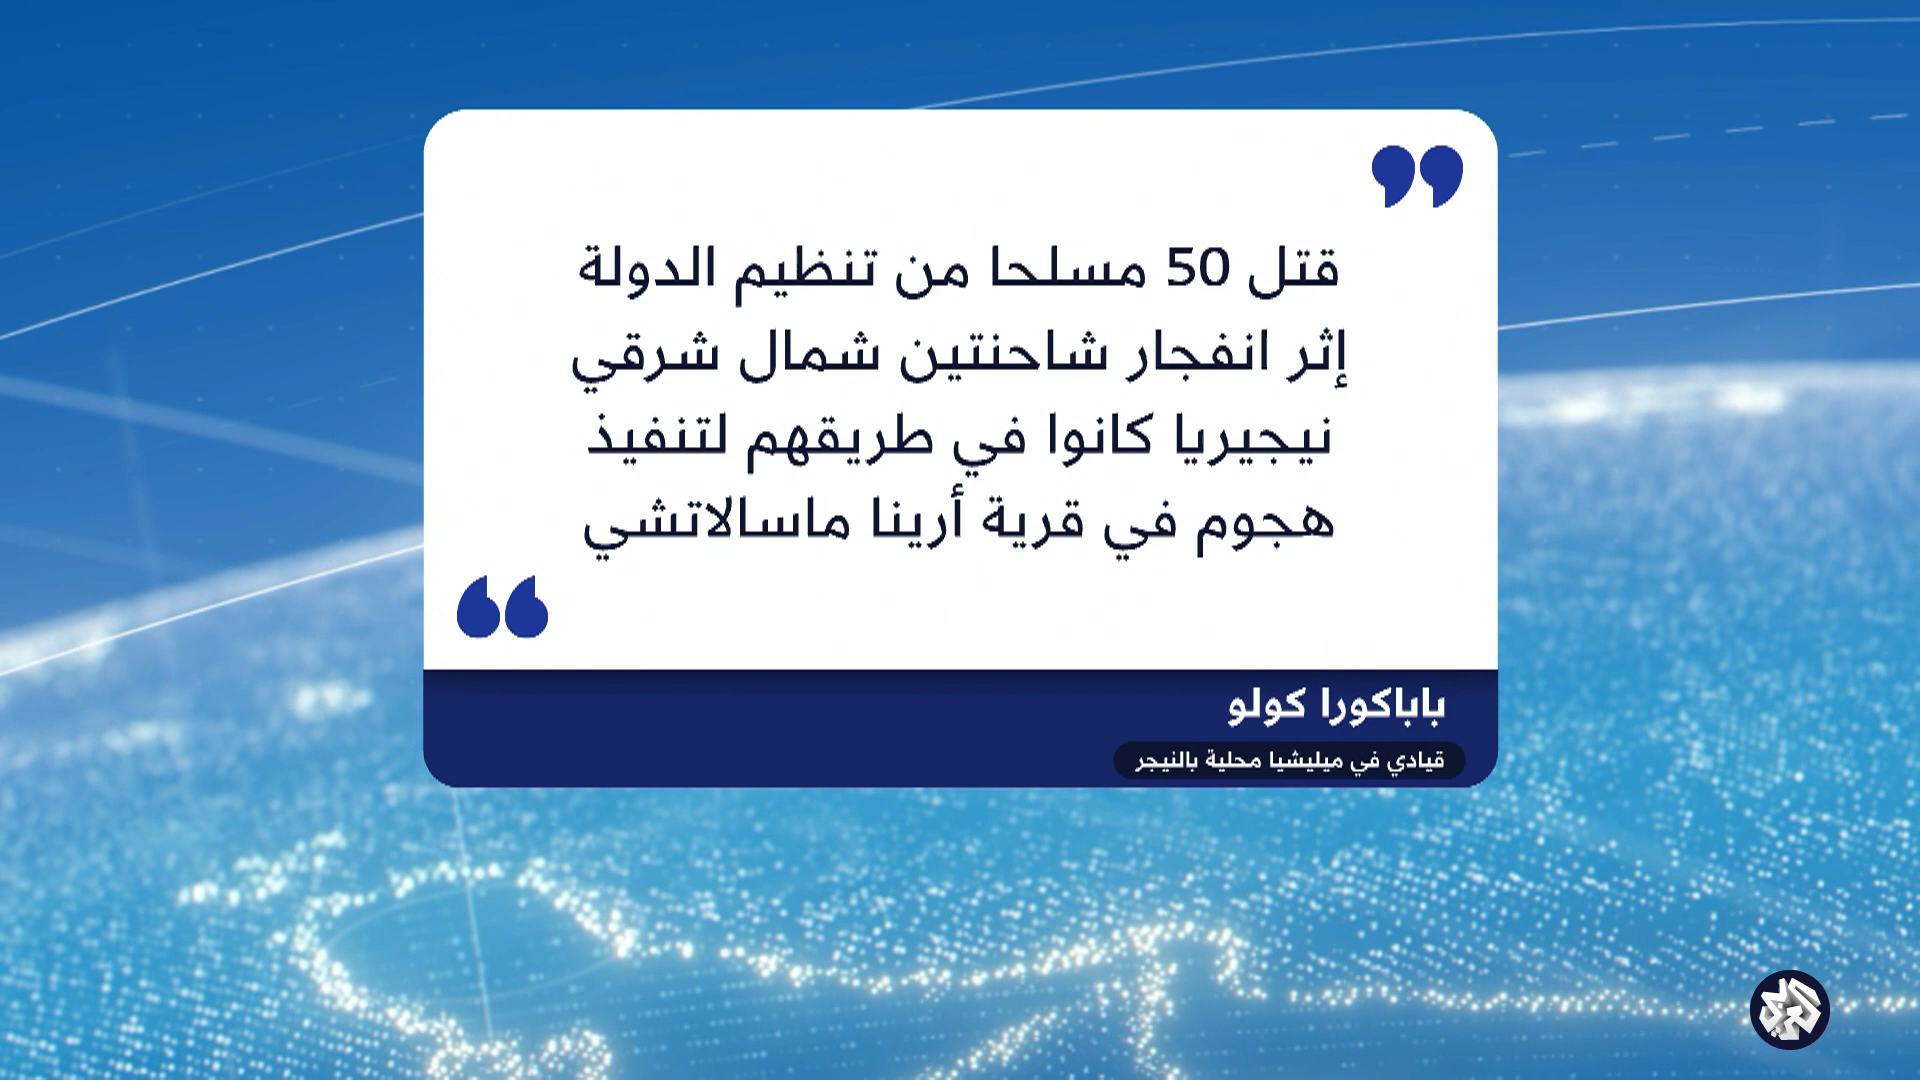 قتل 50 مسلحا من تنظيم الدولة
إثر انفجار شاحنتين شمال شرقي
نيجيريا كانوا في طريقهم لتنفيذ
هجوم في قرية أرينا ماسالاتشي
باباكورا كولو
قيادي في ميليشيا محلية بالنيجر